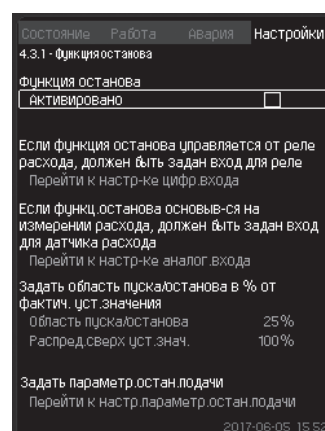 Состояние Работа Авария Настройки
4.3.1 - Функция останова
Функция останова
Активировано
Если функция останова управляется от реле
расхода, должен быть задан вход для реле
Перейти к настр-ке цифр.входа
Если функц.останова основыв-ся на
измерении расхода, должен быть задан вход
для датчика расхода
Перейти к настр-ке аналог.входа
Задать область пуска/останова в % от
фактич. уст.значения
Область пуска/останова 25%
Распред.сверх уст.знач. 100%
Задать параметр.остан.подачи
Перейти к настр.параметр.остан.подачи
2017-06-05 15:52